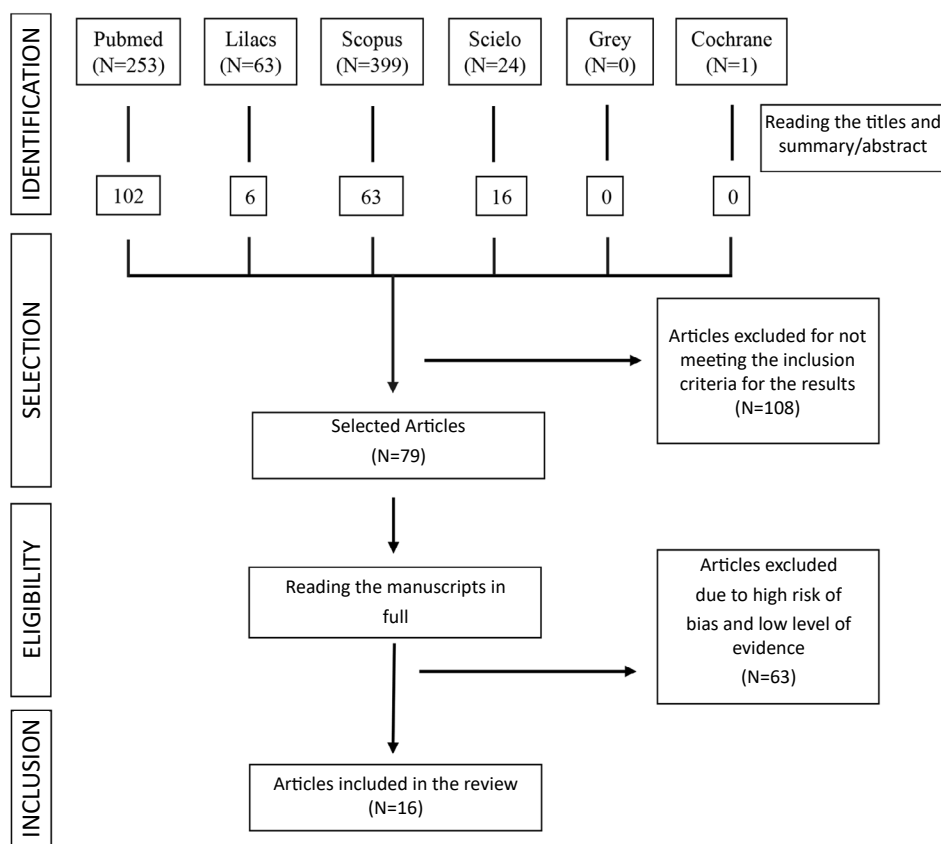 IDENTIFICATION
Pubmed
(N=253)
Lilacs
(N=63)
Scopus
(N=399)
Scielo
(N=24)
Grey
(N=0)
Cochrane
(N=1)
Reading the titles and
summary/abstract
102
6
63
16
0
0
SELECTION
Articles excluded for not
meeting the inclusion
criteria for the results
(N=108)
Selected Articles
(N=79)
ELIGIBILITY
Reading the manuscripts in
full
Articles excluded
due to high risk of
bias and low level of
evidence
(N=63)
INCLUSION
Articles included in the review
(N=16)